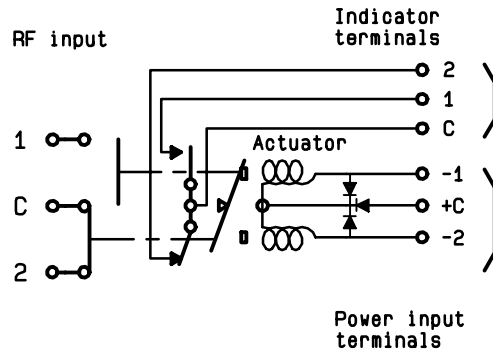 RF input
Indicator
terminals
2
1
C
Actuator
1
-1
C
+C
-2
2
Power input
terminals